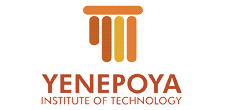 YENEPOYA
INSTITUTE OF TECHNOLOGY